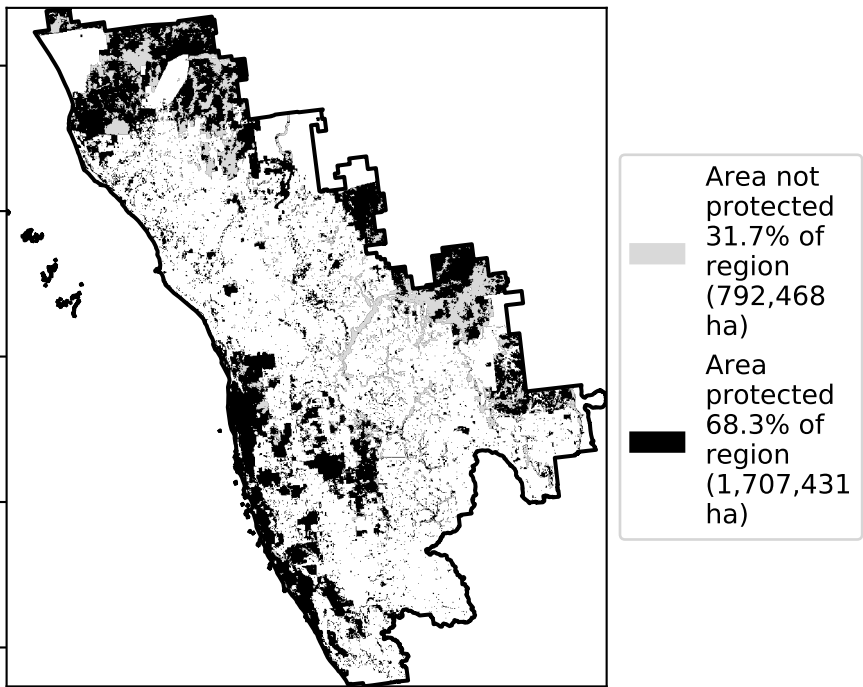 Area not
protected
31.7% of
region
(792,468
ha)
Area
protected
68.3% of
region
(1,707,431
ha)